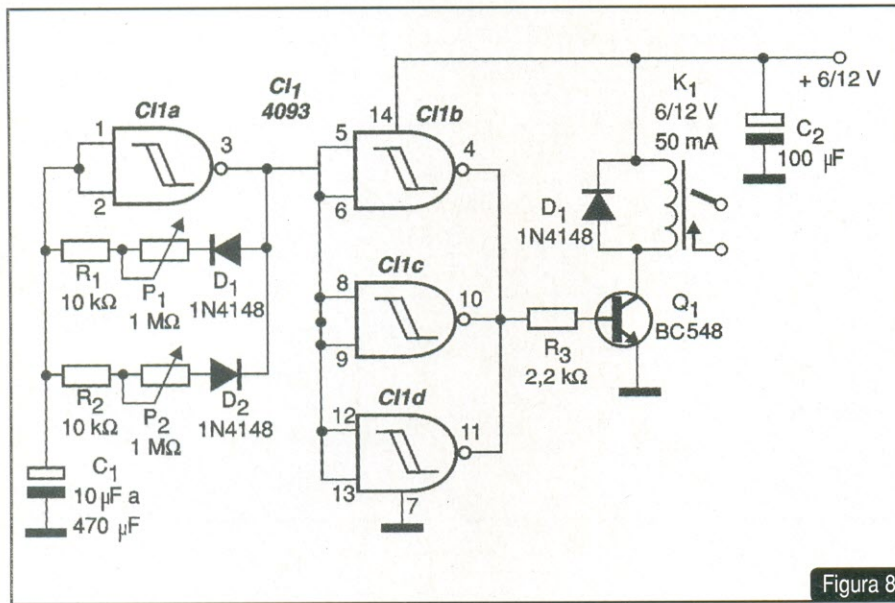 CI1
4093
CI1a
1
2
3
R1
10 kΩ
P1
1 MΩ
D1
1N4148
R2
10 kΩ
P2
1 MΩ
D2
1N4148
C1
10 µF a
470 µF
CI1b
14
5
6
4
CI1c
8
9
10
CI1d
12
13
11
7
R3
2,2 kΩ
D1
1N4148
K1
6/12 V
50 mA
Q1
BC548
+ 6/12 V
C2
100 µF
Figura 8